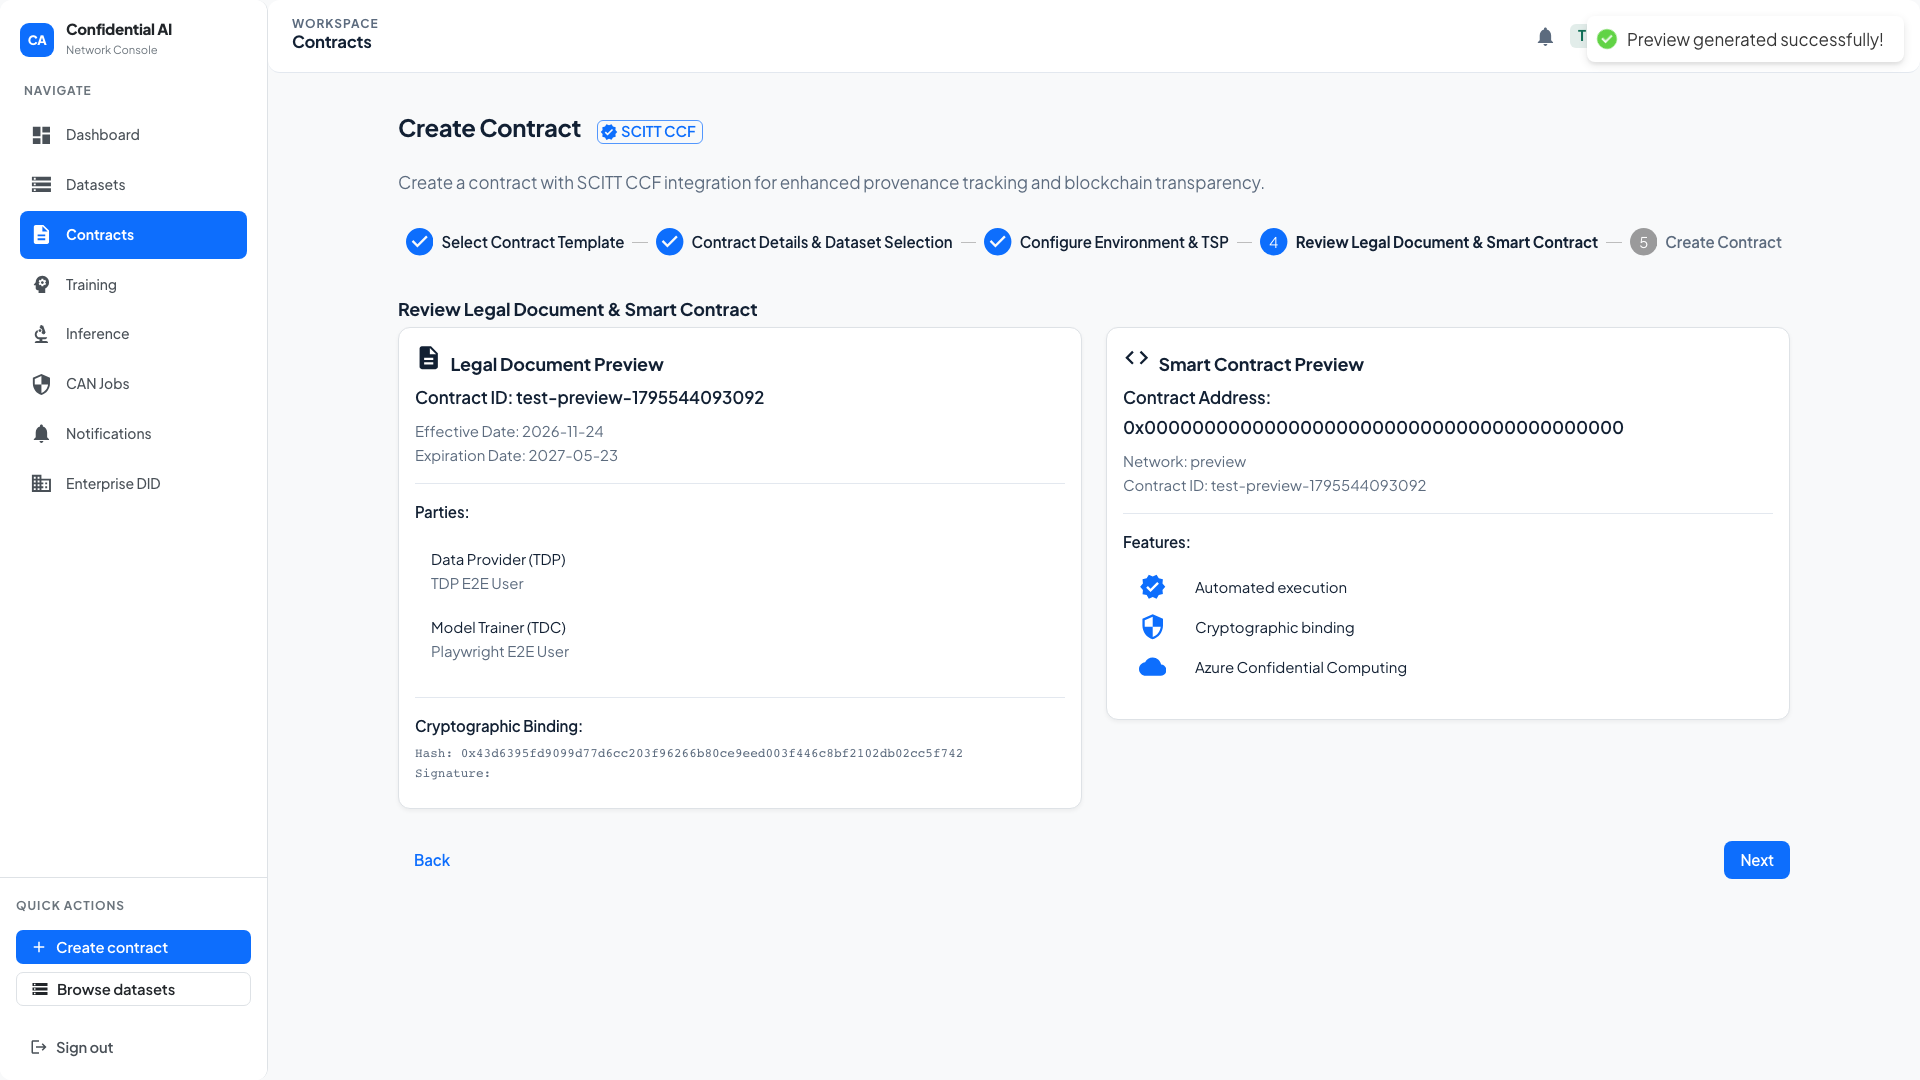 CA
Confidential AI
Network Console
NAVIGATE
Dashboard
Datasets
Contracts
Training
Inference
CAN Jobs
Notifications
Enterprise DID
QUICK ACTIONS
Create contract
Browse datasets
Sign out
WORKSPACE
Contracts
T
Preview generated successfully!
Create Contract
SCITT CCF
Create a contract with SCITT CCF integration for enhanced provenance tracking and blockchain transparency.
Select Contract Template
Contract Details & Dataset Selection
Configure Environment & TSP
4 Review Legal Document & Smart Contract
5 Create Contract
Review Legal Document & Smart Contract
Legal Document Preview
Contract ID: test-preview-1795544093092
Effective Date: 2026-11-24
Expiration Date: 2027-05-23
Parties:
Data Provider (TDP)
TDP E2E User
Model Trainer (TDC)
Playwright E2E User
Cryptographic Binding:
Hash: 0x43d6395fd9099d77d6cc203f96266b80ce9eed003f446c8bf2102db02cc5f742
Signature:
Smart Contract Preview
Contract Address:
0x0000000000000000000000000000000000000000
Network: preview
Contract ID: test-preview-1795544093092
Features:
Automated execution
Cryptographic binding
Azure Confidential Computing
Back
Next